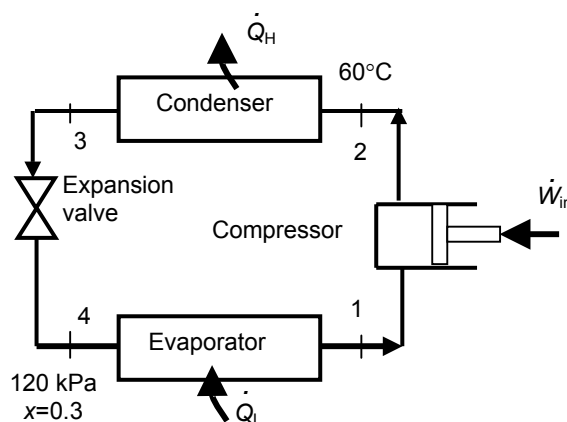 Q̇H
60°C
Condenser
3
2
Expansion
valve
Compressor
Ẇin
4
1
Evaporator
120 kPa
x=0.3
Q̇L